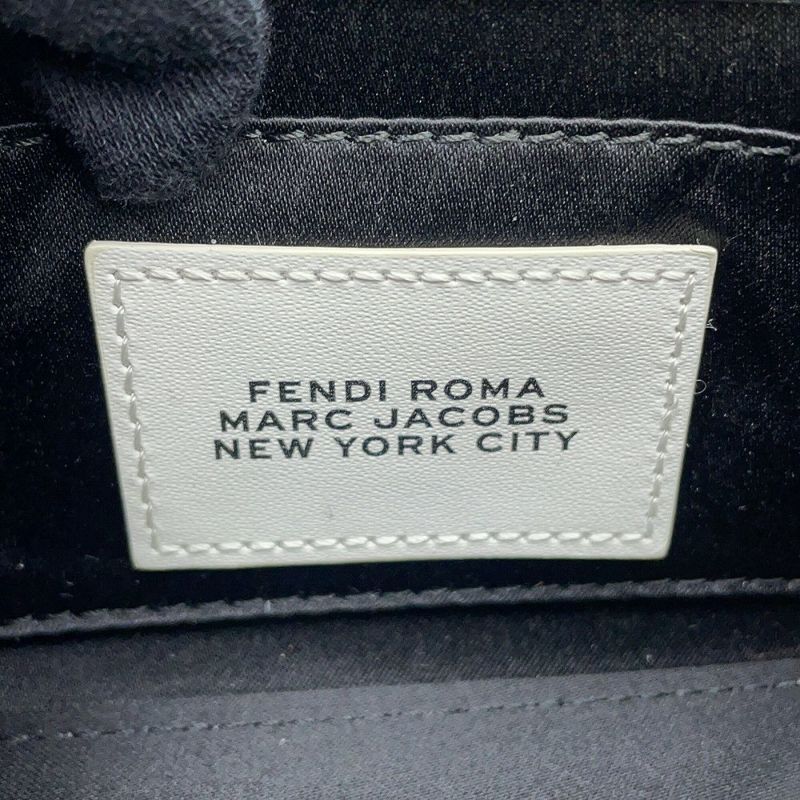 FENDI ROMA
MARC JACOBS
NEW YORK CITY